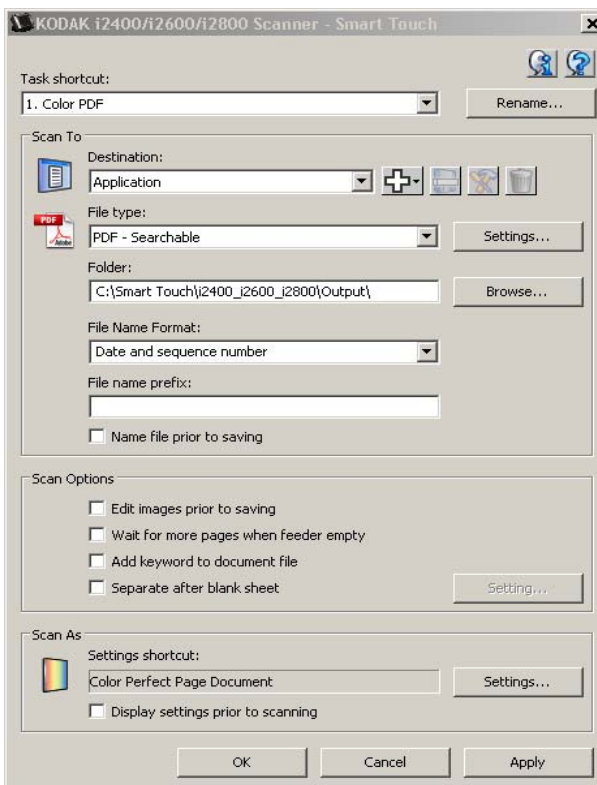 KODAK i2400/i2600/i2800 Scanner - Smart Touch
Task shortcut:
1. Color PDF
Rename...
Scan To
Destination:
Application
PDF
Adobe
File type:
PDF - Searchable
Settings...
Folder:
C:\Smart Touch\i2400_i2600_i2800\Output\
Browse...
File Name Format:
Date and sequence number
File name prefix:
Name file prior to saving
Scan Options
Edit images prior to saving
Wait for more pages when feeder empty
Add keyword to document file
Separate after blank sheet
Setting...
Scan As
Settings shortcut:
Color Perfect Page Document
Settings...
Display settings prior to scanning
OK
Cancel
Apply